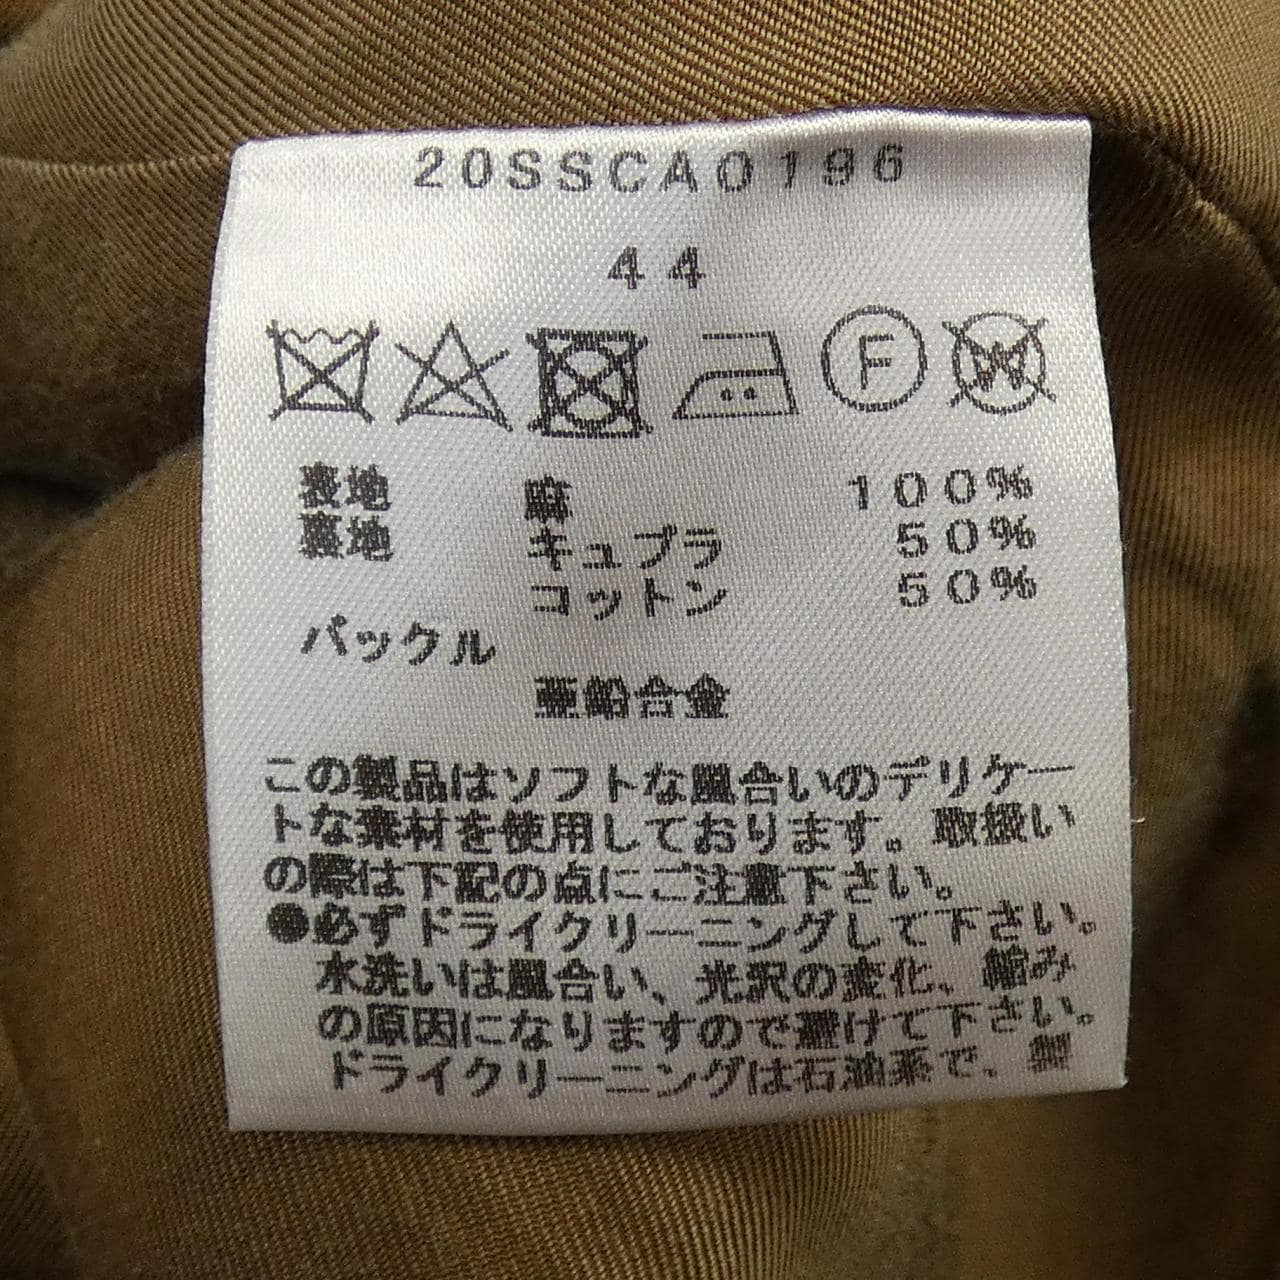 20SSCA0196
44
F
W
表地 麻 100%
裏地 キュプラ 50%
コットン 50%
バックル
亜鉛合金
この製品はソフトな風合いのデリケー
トな素材を使用しております。取扱い
の際は下記の点にご注意下さい。
●必ずドライクリーニングして下さい。
水洗いは風合い、光沢の変化、縮み
の原因になりますので避けて下さい。
ドライクリーニングは石油系で、